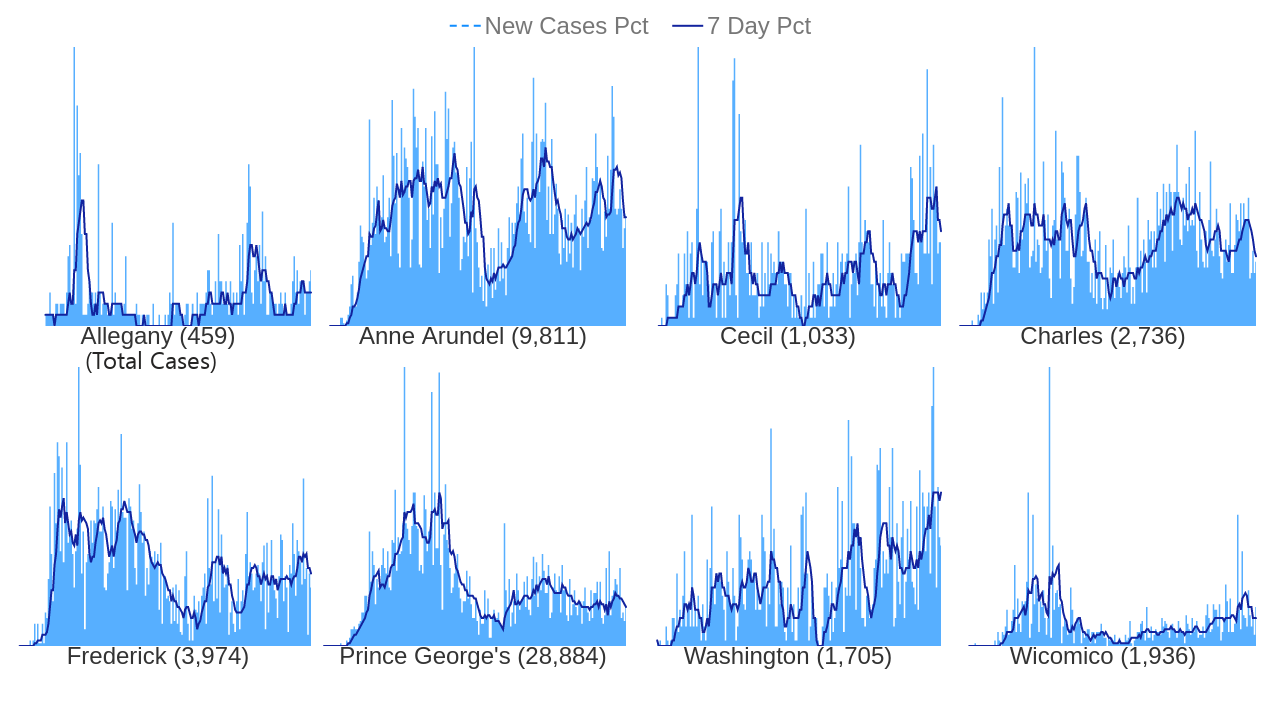 New Cases Pct 7 Day Pct
Allegany (459)
(Total Cases)
Anne Arundel (9,811)
Cecil (1,033)
Charles (2,736)
Frederick (3,974)
Prince George's (28,884)
Washington (1,705)
Wicomico (1,936)